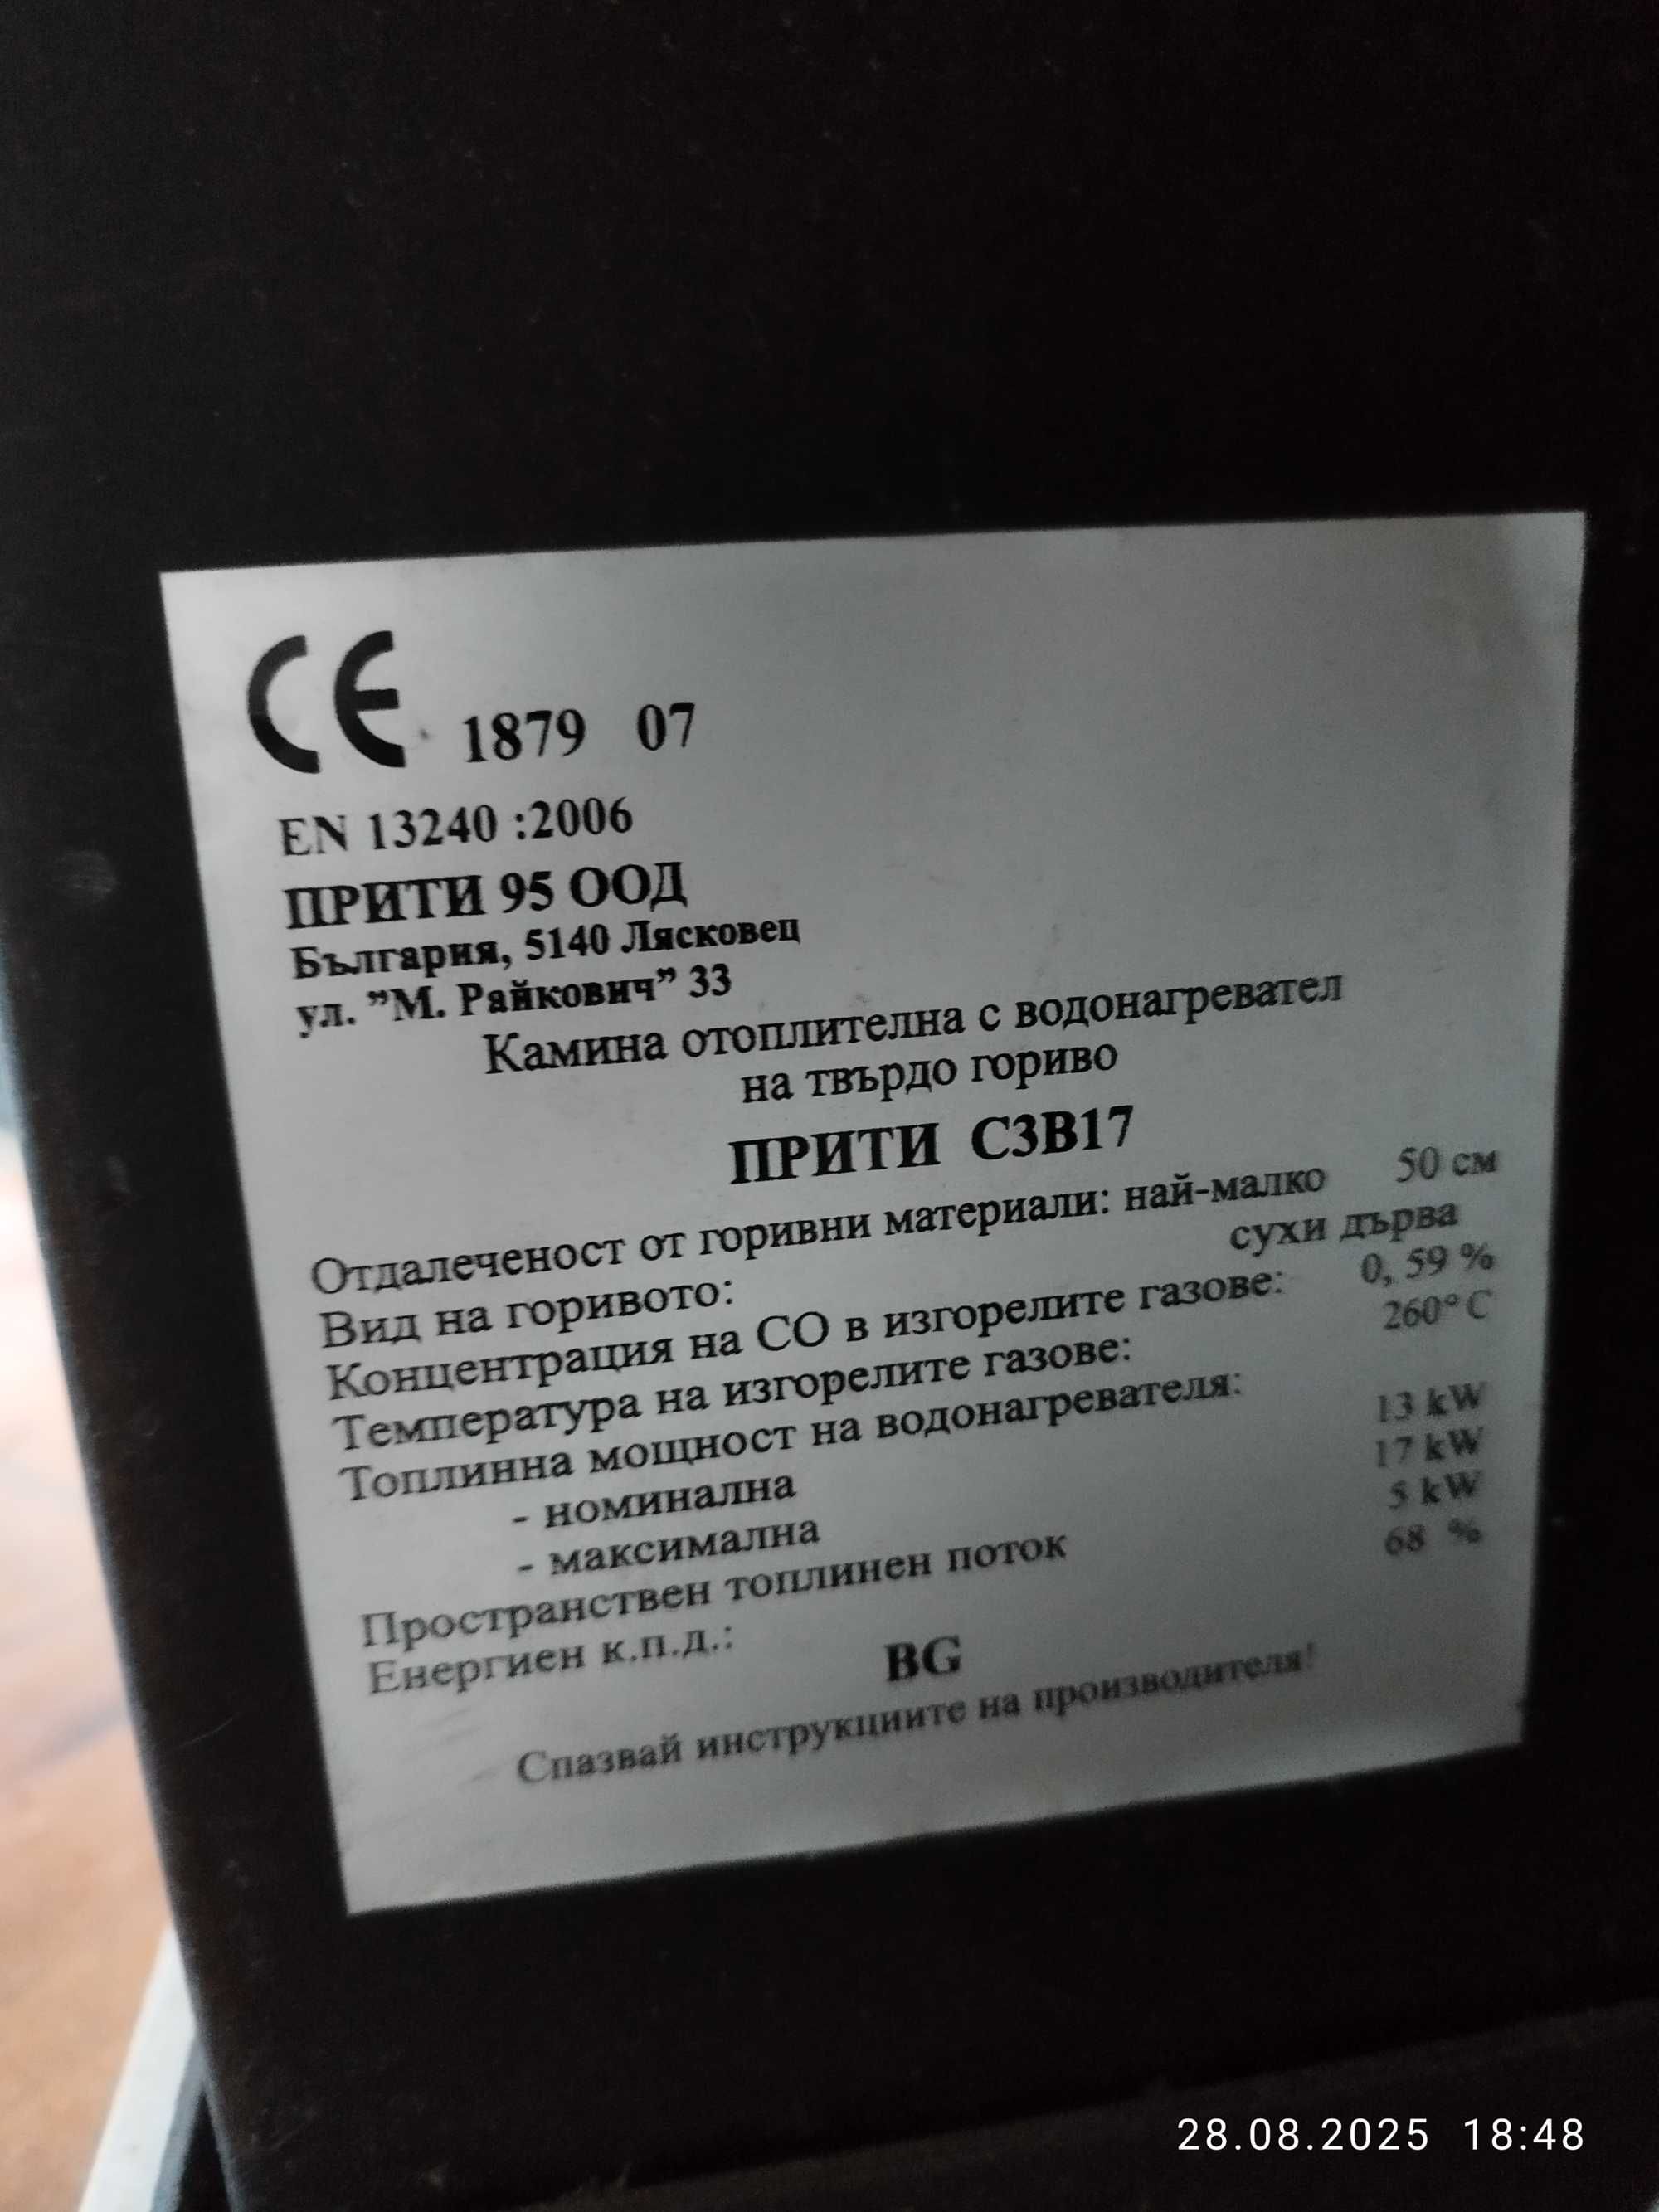 CE 1879 07
EN 13240 :2006
ПРИТИ 95 ООД
България, 5140 Лясковец
ул. ”М. Райкович” 33
Камина отоплителна с водонагревател
на твърдо гориво
ПРИТИ С3В17
Отдалеченост от горивни материали: най-малко 50 см
Вид на горивото: сухи дърва
Концентрация на СО в изгорелите газове: 0, 59 %
Температура на изгорелите газове: 260°С
Топлинна мощност на водонагревателя:
- номинална 13 kW
- максимална 17 kW
Пространствен топлинен поток 5 kW
Енергиен к.п.д.: 68 %
BG
Спазвай инструкциите на производителя!
28.08.2025 18:48